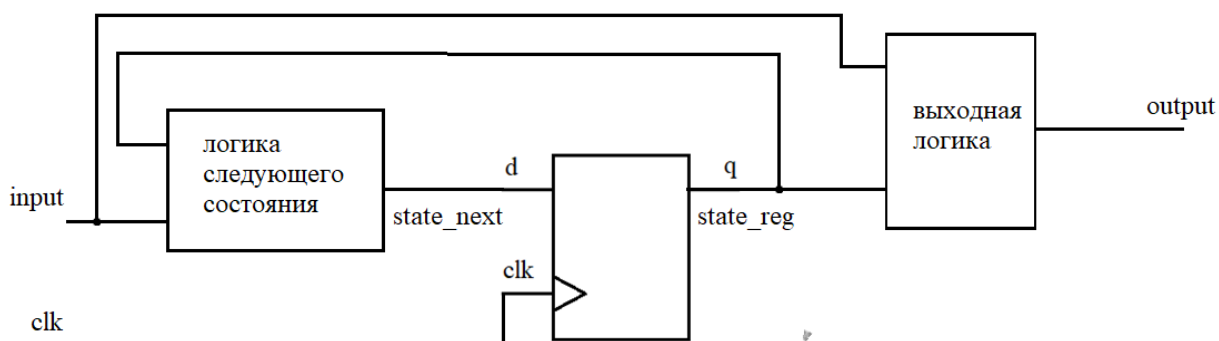 input
clk
логика
следующего
состояния
state_next
d
clk
q
state_reg
выходная
логика
output